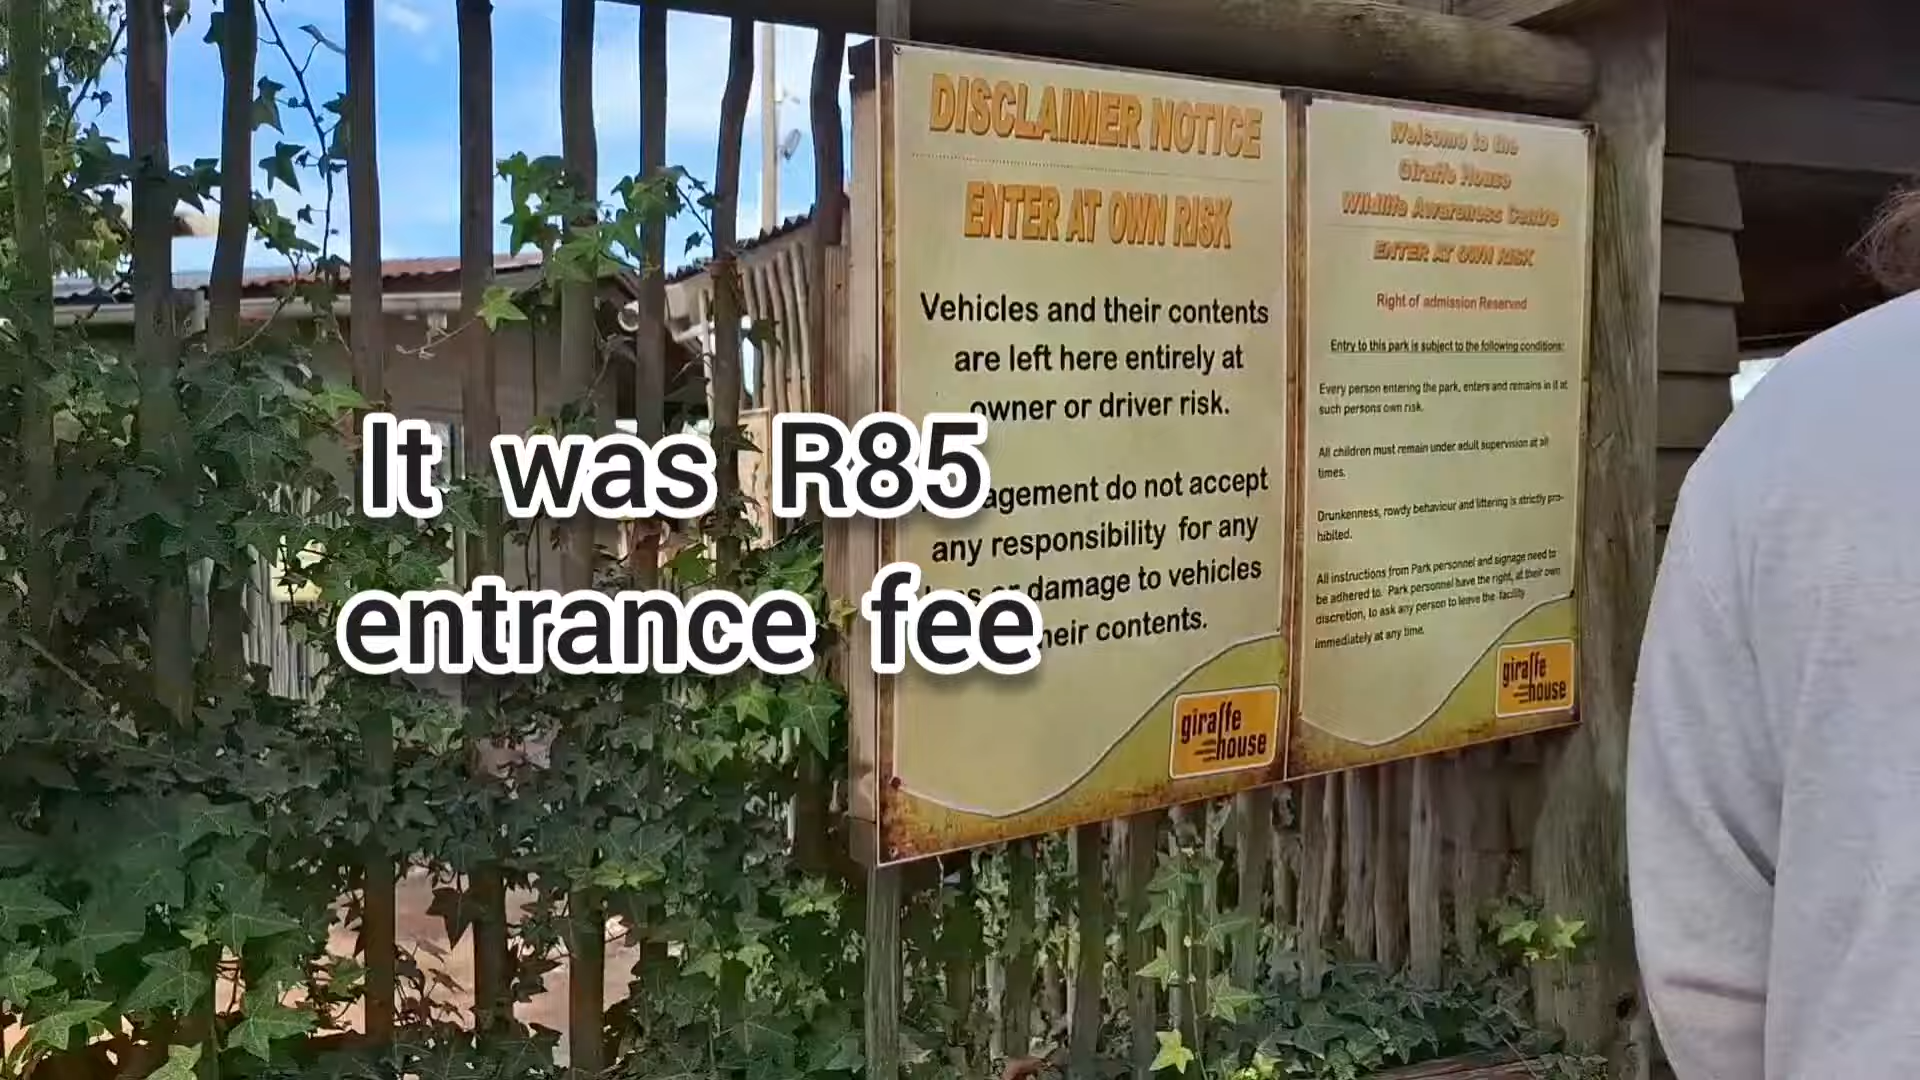 DISCLAIMER NOTICE
ENTER AT OWN RISK
Vehicles and their contents
are left here entirely at
owner or driver risk.
agement do not accept
any responsibility for any
or damage to vehicles
heir contents.
giraffe
house
Welcome to the
Giraffe House
Wildlife Awareness Centre
ENTER AT OWN RISK
Right of admission Reserved
Entry to this park is subject to the following conditions:
Every person entering the park, enters and remains in it at
such persons own risk.
All children must remain under adult supervision at all
times.
Drunkenness, rowdy behaviour and littering is strictly pro-
hibited.
All instructions from Park personnel and signage need to
be adhered to. Park personnel have the right, at their own
discretion, to ask any person to leave the facility
immediately at any time.
giraffe
house
It was R85
entrance fee